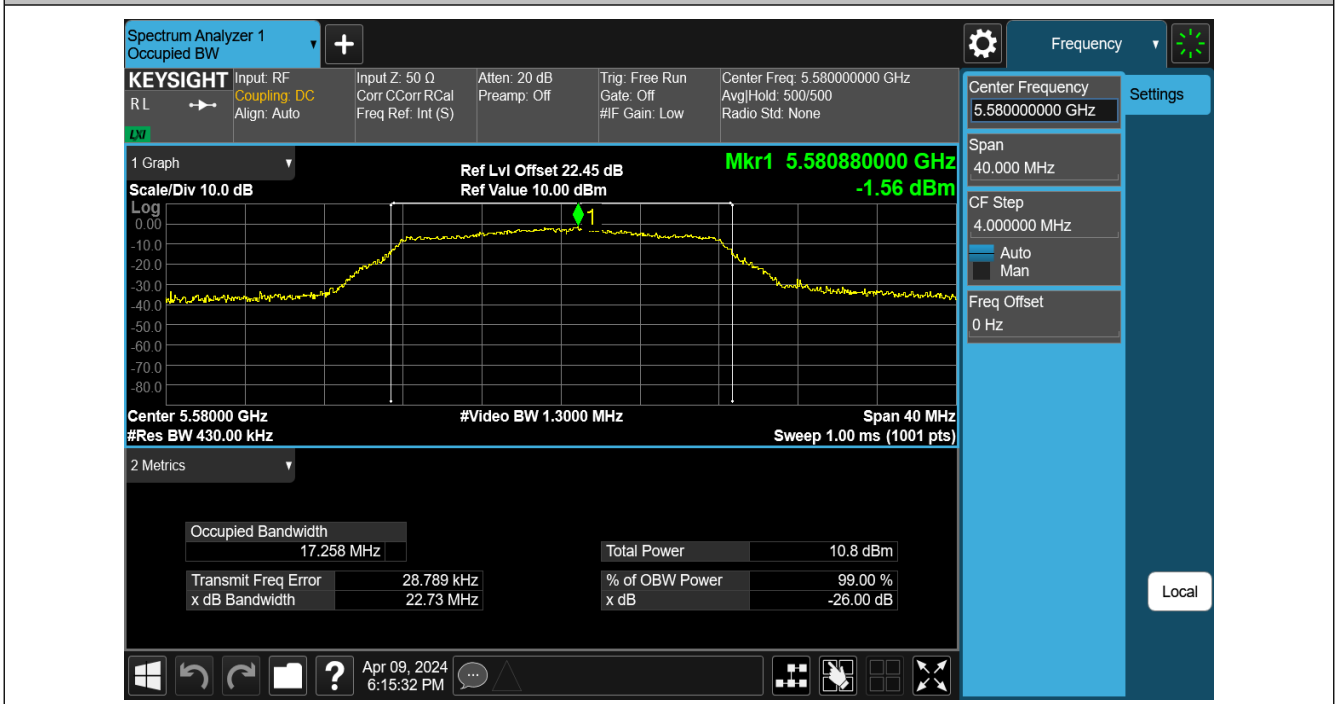 Spectrum Analyzer 1
Occupied BW
Frequency
KEYSIGHT
R L
LXI
Input: RF
Coupling: DC
Align: Auto
Input Z: 50 Ω
Corr CCorr RCal
Freq Ref: Int (S)
Atten: 20 dB
Preamp: Off
Trig: Free Run
Gate: Off
#IF Gain: Low
Center Freq: 5.580000000 GHz
Avg|Hold: 500/500
Radio Std: None
Center Frequency
5.580000000 GHz
Settings
Span
40.000 MHz
CF Step
4.000000 MHz
Auto
Man
Freq Offset
0 Hz
1 Graph
Ref Lvl Offset 22.45 dB
Mkr1 5.580880000 GHz
Scale/Div 10.0 dB
Ref Value 10.00 dBm
-1.56 dBm
Log
1
0.00
-10.0
-20.0
-30.0
-40.0
-50.0
-60.0
-70.0
-80.0
Center 5.58000 GHz
#Video BW 1.3000 MHz
Span 40 MHz
#Res BW 430.00 kHz
Sweep 1.00 ms (1001 pts)
2 Metrics
Occupied Bandwidth
17.258 MHz
Total Power 10.8 dBm
Transmit Freq Error 28.789 kHz
% of OBW Power 99.00 %
x dB Bandwidth 22.73 MHz
x dB -26.00 dB
Local
?
Apr 09, 2024
6:15:32 PM